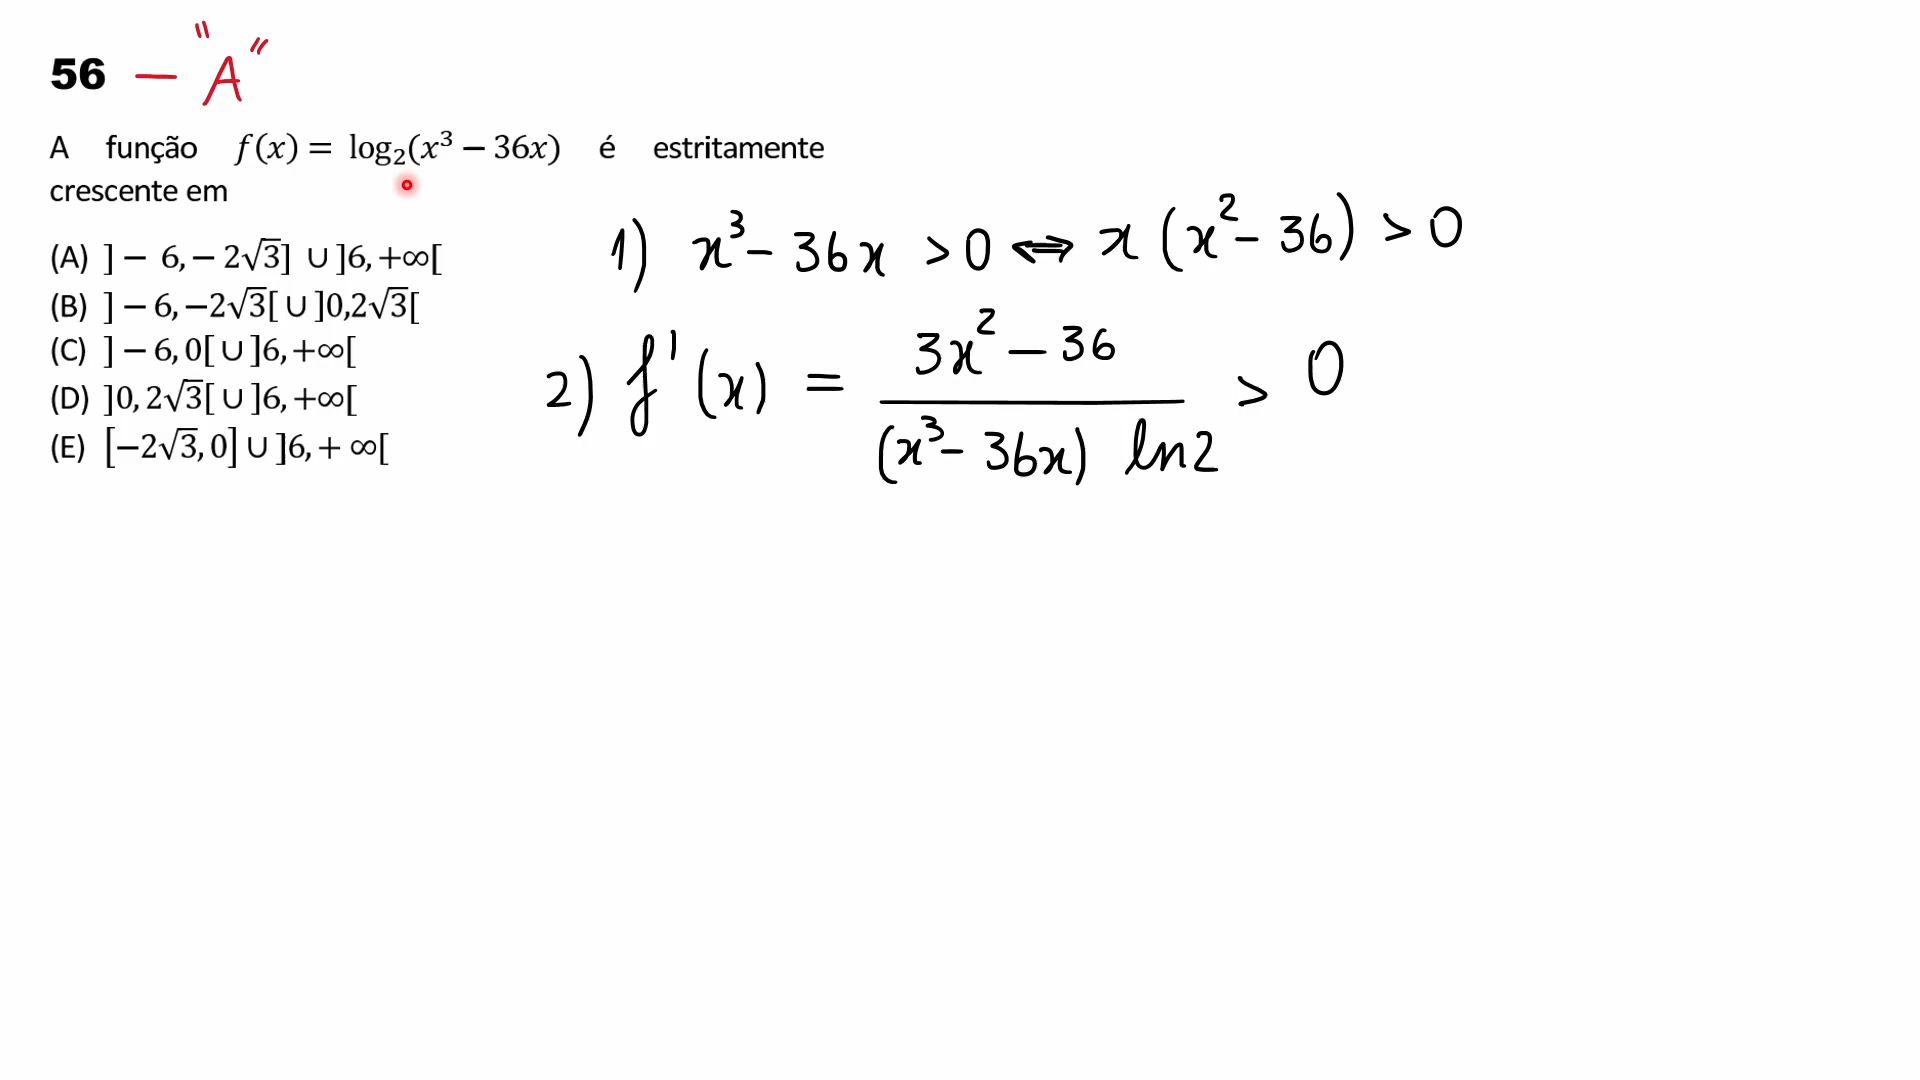 56 — "A"
A função f(x) = log₂(x³ − 36x) é estritamente
crescente em
(A) ]− 6, − 2√3] ∪ ]6, +∞[
(B) ]− 6, −2√3[ ∪ ]0,2√3[
(C) ]− 6, 0[ ∪ ]6, +∞[
(D) ]0, 2√3[ ∪ ]6, +∞[
(E) [−2√3, 0] ∪ ]6, + ∞[
1) x³ − 36x > 0 ⟺ x (x² − 36) > 0
2) f'(x) = (3x² − 36) / ((x³ − 36x) ln2) > 0